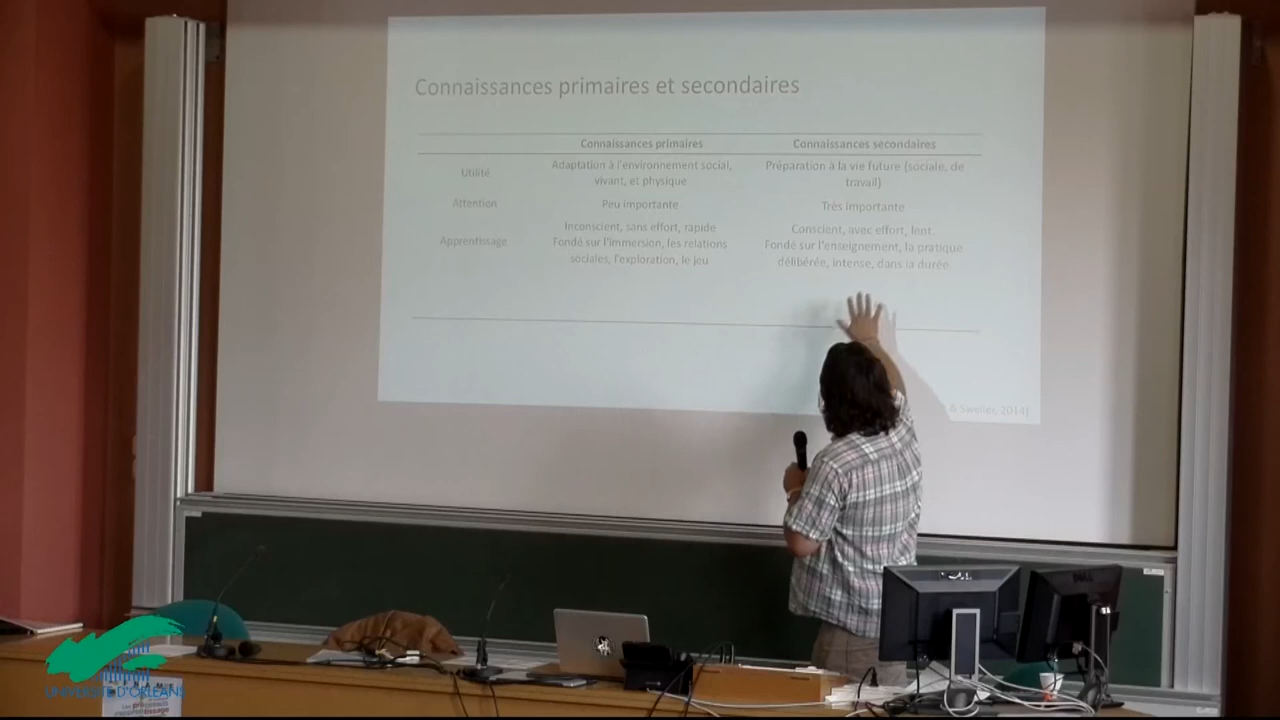 Connaissances primaires et secondaires
Connaissances primaires
Connaissances secondaires
Utilité
Adaptation à l'environnement social,
vivant, et physique
Préparation à la vie future (sociale, de
travail)
Attention
Peu importante
Très importante
Apprentissage
Inconscient, sans effort, rapide
Fondé sur l'immersion, les relations
sociales, l'exploration, le jeu
Conscient, avec effort, lent.
Fondé sur l'enseignement, la pratique
délibérée, intense, dans la durée
& Sweller, 2014)
DELL
UNIVERSITÉ D'ORLÉANS